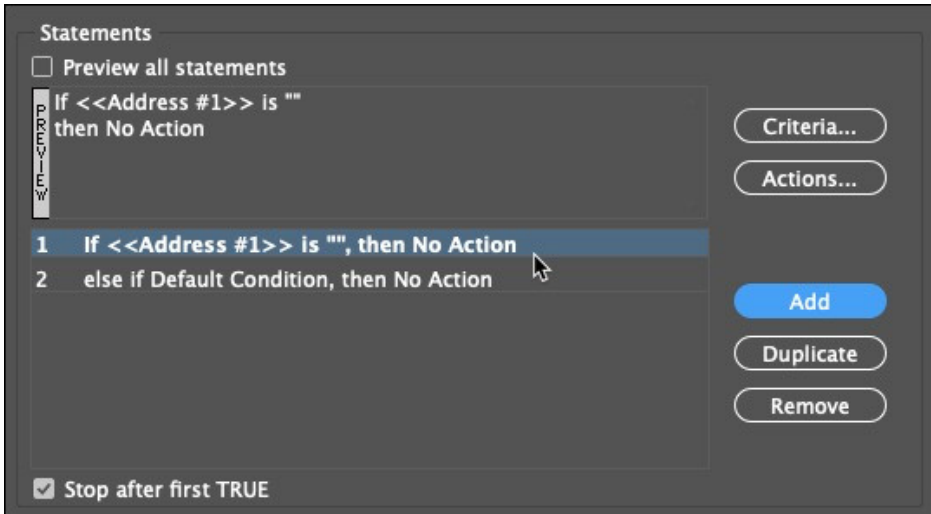 Statements
Preview all statements
PREVIEW
If <<Address #1>> is ""
then No Action
Criteria...
Actions...
1 If <<Address #1>> is "", then No Action
2 else if Default Condition, then No Action
Add
Duplicate
Remove
Stop after first TRUE